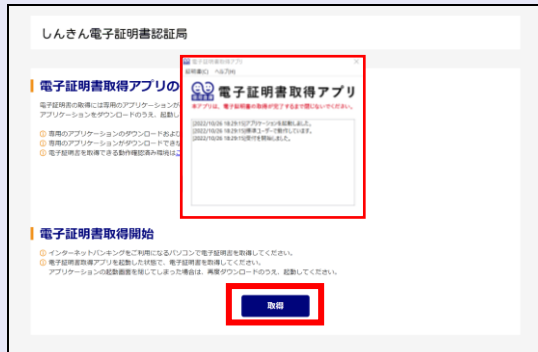 しんきん電子証明書認証局
電子証明書取得アプリの
電子証明書の取得には専用のアプリケーションが
アプリケーションをダウンロードのうえ、起動し
専用のアプリケーションのダウンロードおよび
専用のアプリケーションがダウンロードできな
電子証明書を取得できる動作確認済み環境は
電子証明書取得アプリ
証明書(C) ヘルプ(H)
電子証明書取得アプリ
本アプリは、電子証明書の取得が完了するまで閉じないでください。
[2022/10/26 18:29:15]アプリケーションを起動しました。
[2022/10/26 18:29:15]標準ユーザーで動作しています。
[2022/10/26 18:29:15]受付を開始しました。
電子証明書取得開始
インターネットバンキングをご利用になるパソコンで電子証明書を取得してください。
電子証明書取得アプリを起動した状態で、電子証明書を取得してください。
アプリケーションの起動画面を閉じてしまった場合は、再度ダウンロードのうえ、起動してください。
取得